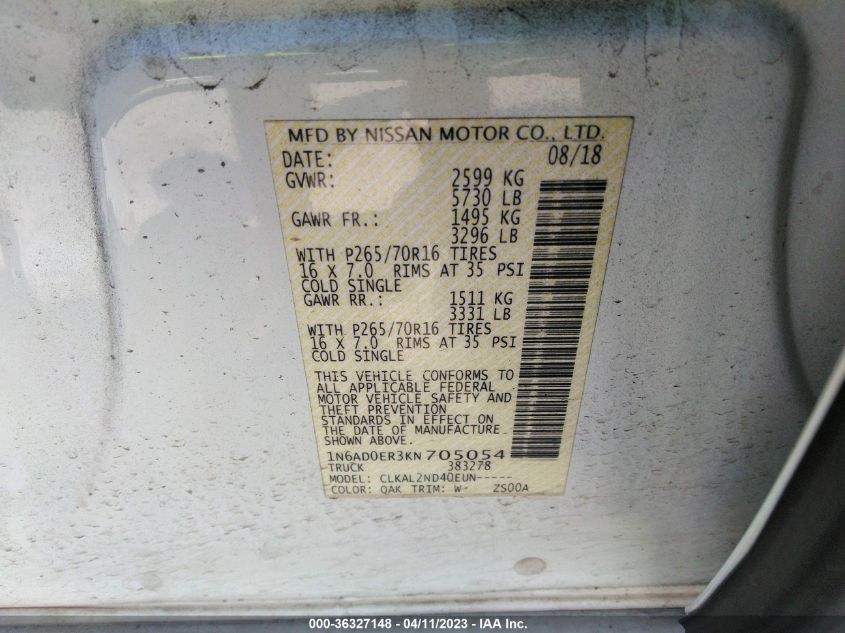 MFD BY NISSAN MOTOR CO., LTD.
DATE: 08/18
GVWR: 2599 KG
5730 LB
GAWR FR.: 1495 KG
3296 LB
WITH P265/70R16 TIRES
16 X 7.0 RIMS AT 35 PSI
COLD SINGLE
GAWR RR.: 1511 KG
3331 LB
WITH P265/70R16 TIRES
16 X 7.0 RIMS AT 35 PSI
COLD SINGLE
THIS VEHICLE CONFORMS TO
ALL APPLICABLE FEDERAL
MOTOR VEHICLE SAFETY AND
THEFT PREVENTION
STANDARDS IN EFFECT ON
THE DATE OF MANUFACTURE
SHOWN ABOVE.
1N6AD0ER3KN705054
TRUCK 383278
MODEL: CLKAL2ND40EUN-----
COLOR: QAK TRIM: W- ZS00A
000-36327148 - 04/11/2023 - IAA Inc.